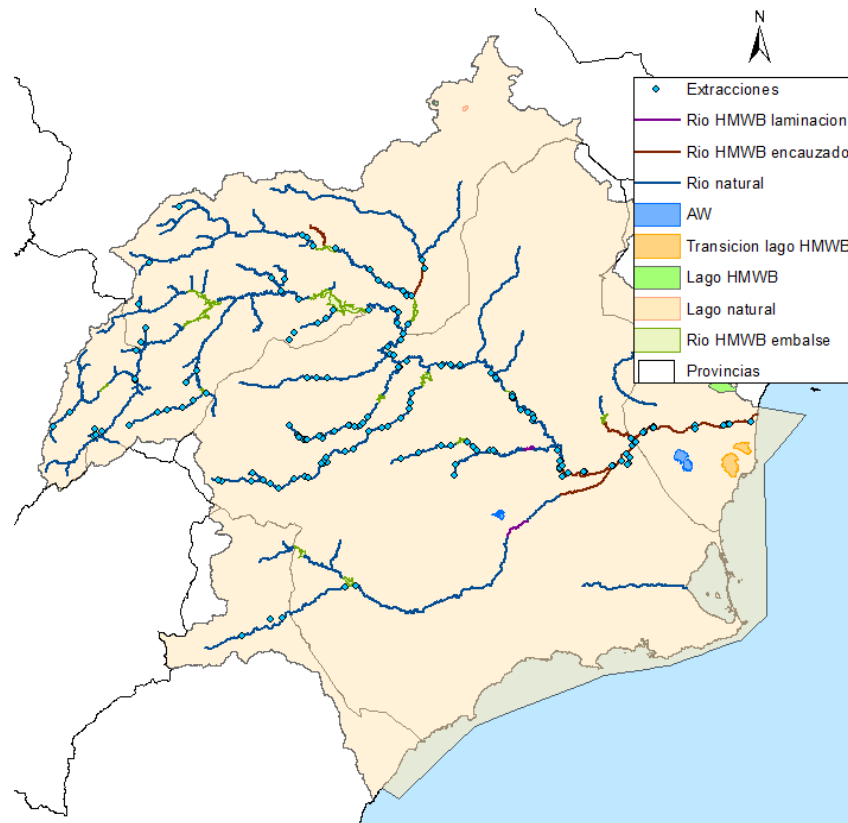 N
Extracciones
Rio HMWB laminacion
Rio HMWB encauzado
Rio natural
AW
Transicion lago HMWB
Lago HMWB
Lago natural
Rio HMWB embalse
Provincias